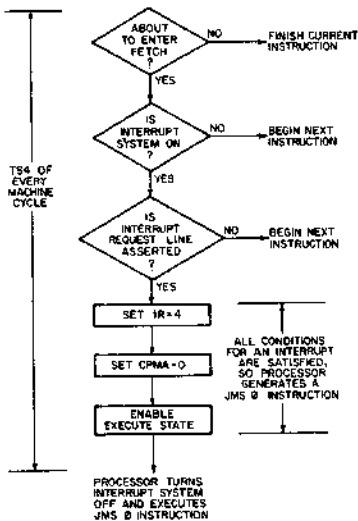 ABOUT
TO ENTER
FETCH
?
NO
FINISH CURRENT
INSTRUCTION
YES
IS
INTERRUPT
SYSTEM ON
?
NO
BEGIN NEXT
INSTRUCTION
YES
TS4 OF
EVERY
MACHINE
CYCLE
IS
INTERRUPT
REQUEST LINE
ASSERTED
?
NO
BEGIN NEXT
INSTRUCTION
YES
SET IR=4
SET CPMA=0
ENABLE
EXECUTE STATE
ALL CONDITIONS
FOR AN INTERRUPT
ARE SATISFIED,
SO PROCESSOR
GENERATES A
JMS 0 INSTRUCTION
PROCESSOR TURNS
INTERRUPT SYSTEM
OFF AND EXECUTES
JMS 0 INSTRUCTION